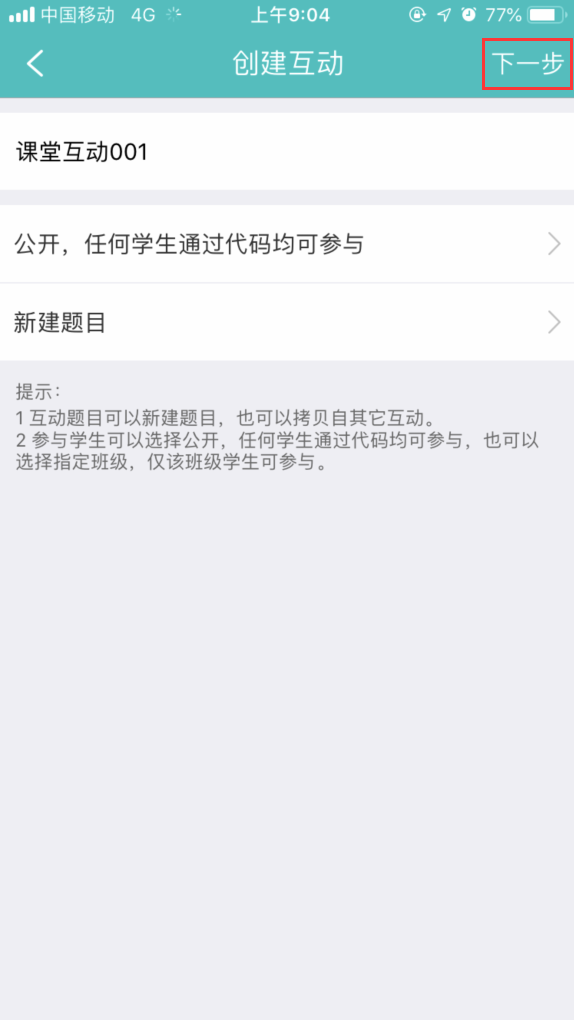 中国移动 4G 上午9:04 77%
创建互动 下一步
课堂互动001
公开，任何学生通过代码均可参与
新建题目
提示：
1 互动题目可以新建题目，也可以拷贝自其它互动。
2 参与学生可以选择公开，任何学生通过代码均可参与，也可以
选择指定班级，仅该班级学生可参与。